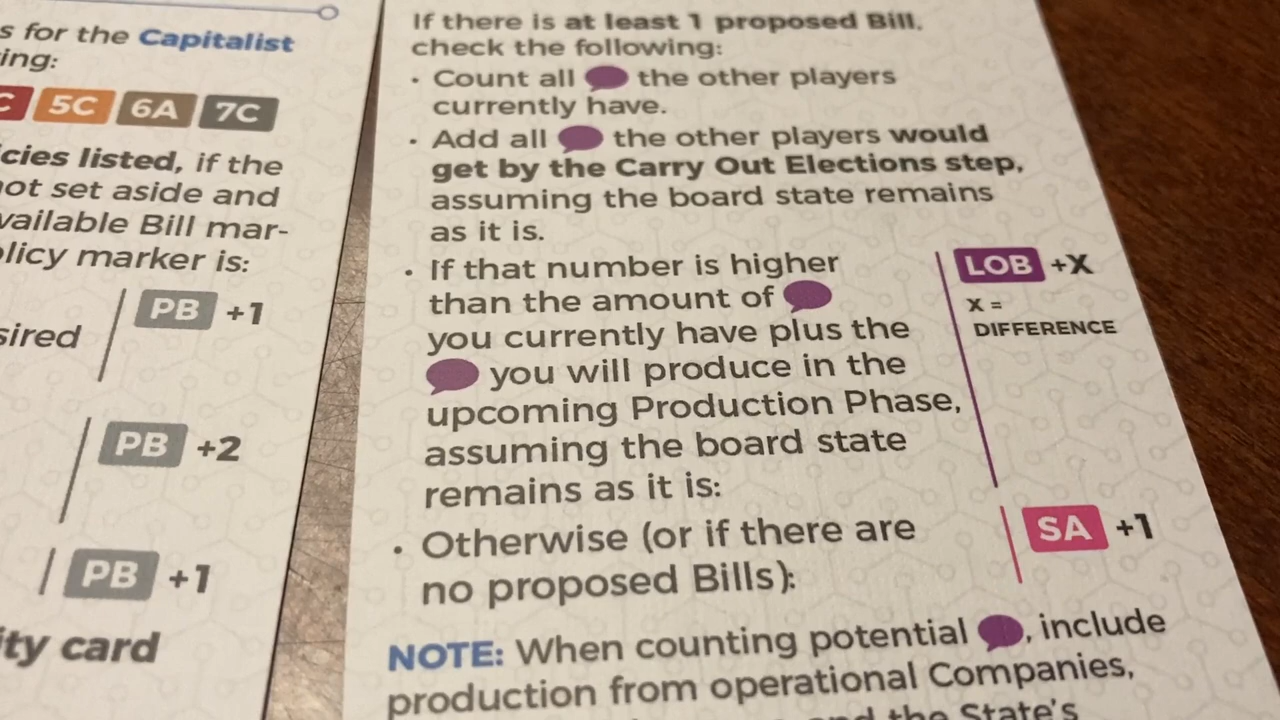 s for the Capitalist
ing:
C 5C 6A 7C
cies listed, if the
not set aside and
vailable Bill mar-
licy marker is:
PB +1
sired
PB +2
PB +1
ity card
If there is at least 1 proposed Bill,
check the following:
• Count all the other players
currently have.
• Add all the other players would
get by the Carry Out Elections step,
assuming the board state remains
as it is.
• If that number is higher
than the amount of
you currently have plus the
you will produce in the
upcoming Production Phase,
assuming the board state
remains as it is:
LOB +X
X =
DIFFERENCE
• Otherwise (or if there are
no proposed Bills):
SA +1
NOTE: When counting potential , include
production from operational Companies,
and the State's